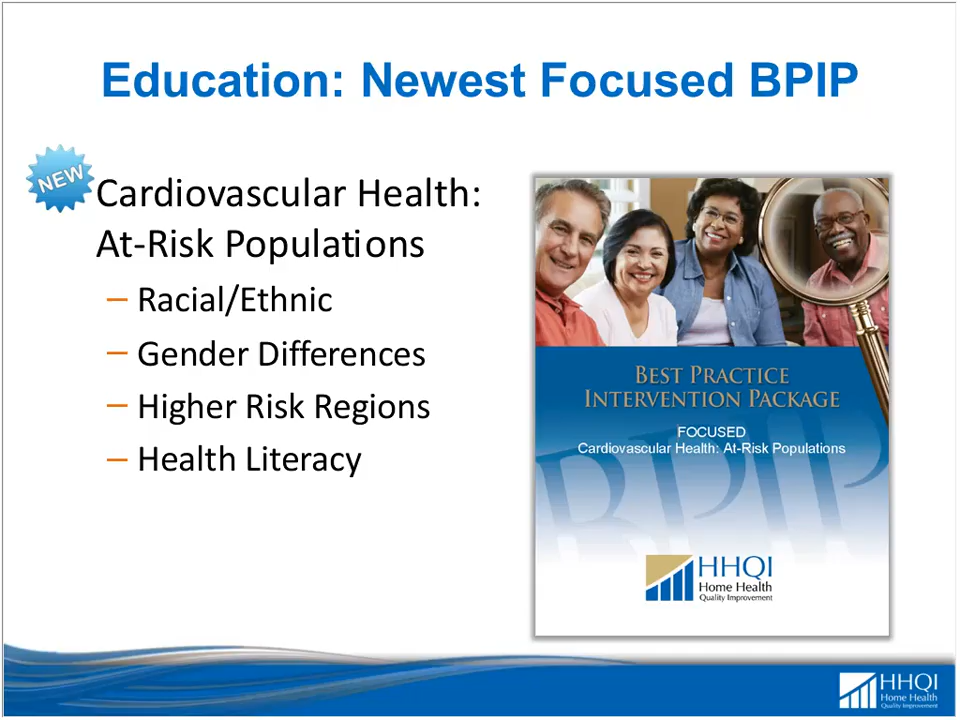 Education: Newest Focused BPIP
NEW
Cardiovascular Health:
At-Risk Populations
– Racial/Ethnic
– Gender Differences
– Higher Risk Regions
– Health Literacy
BEST PRACTICE
INTERVENTION PACKAGE
FOCUSED
Cardiovascular Health: At-Risk Populations
BPIP
HHQI
Home Health
Quality Improvement
HHQI
Home Health
Quality Improvement